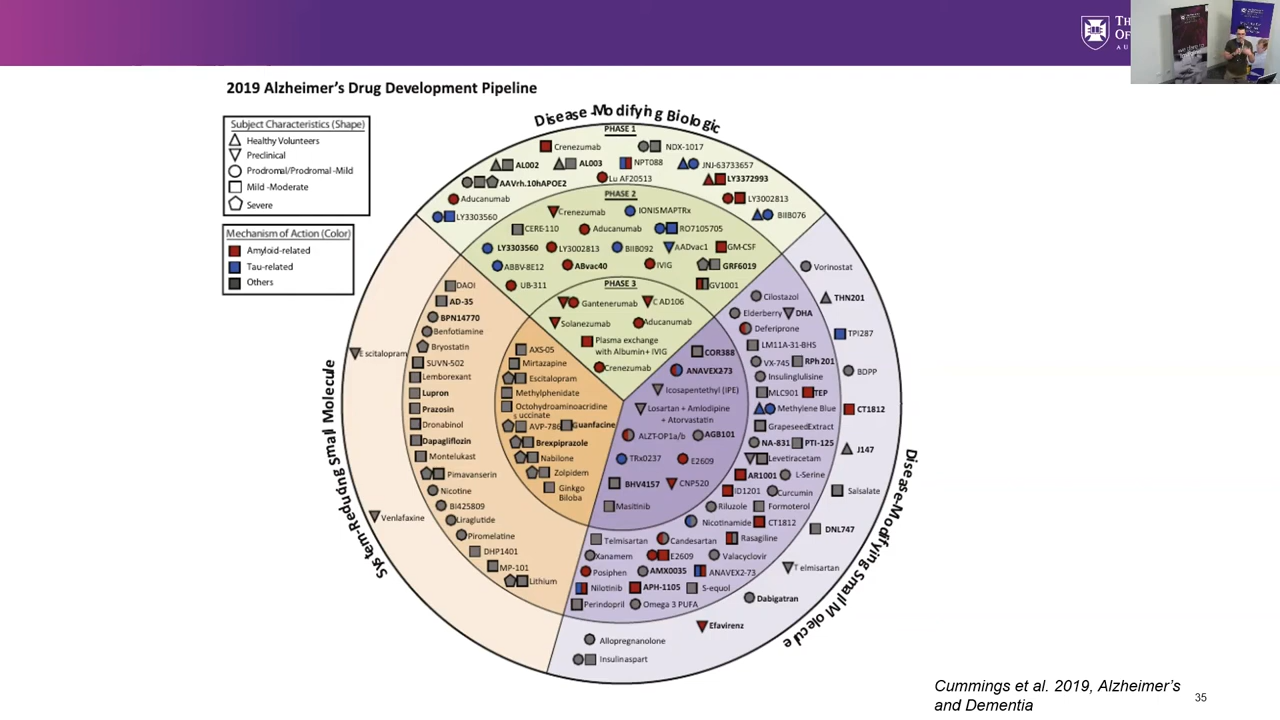 2019 Alzheimer's Drug Development Pipeline
Subject Characteristics (Shape)
Healthy Volunteers
Preclinical
Prodromal/Prodromal -Mild
Mild -Moderate
Severe
Mechanism of Action (Color)
Amyloid-related
Tau-related
Others
Disease-Modifying Biologic
PHASE 1
Crenezumab
NDX-1017
AL002
AL003
NPT088
JNJ-63733657
AAVrh.10hAPOE2
Lu AF20513
LY3372993
Aducanumab
LY3002813
LY3303560
BIIB076
PHASE 2
Crenezumab
IONISMAPTRx
CERE-110
Aducanumab
RO7105705
LY3303560
LY3002813
BIIB092
AADvac1
GM-CSF
ABBV-8E12
ABvac40
IVIG
GRF6019
UB-311
GV1001
PHASE 3
Gantenerumab
C AD106
Solanezumab
Aducanumab
Plasma exchange
with Albumin+ IVIG
Crenezumab
System-Reducing Small Molecule
E scitalopram
Venlafaxine
DAOI
AD-35
BPN14770
Benfotiamine
Bryostatin
SUVN-502
Lemborexant
Lupron
Prazosin
Dronabinol
Dapagliflozin
Montelukast
Pimavanserin
Nicotine
BI425809
Liraglutide
Piromelatine
DHP1401
MP-101
Lithium
AXS-05
Mirtazapine
Escitalopram
Methylphenidate
Octohydroaminoacridine
s uccinate
AVP-786
Guanfacine
Brexpiprazole
Nabilone
Zolpidem
Ginkgo
Biloba
COR388
ANAVEX273
Icosapentethyl (IPE)
Losartan + Amlodipine
+ Atorvastatin
ALZT-OP1a/b
AGB101
TRx0237
E2609
BHV4157
CNP520
Masitinib
Cilostazol
Elderberry
DHA
Deferiprone
LM11A-31-BHS
VX-745
RPh 201
Insulinglulisine
MLC901
TEP
Methylene Blue
GrapeseedExtract
NA-831
PTI-125
Levetiracetam
AR1001
L-Serine
ID1201
Curcumin
Riluzole
Formoterol
Nicotinamide
CT1812
Telmisartan
Candesartan
Rasagiline
Xanamem
E2609
Valacyclovir
Posiphen
AMX0035
ANAVEX2-73
Nilotinib
APH-1105
S-equol
Perindopril
Omega 3 PUFA
Vorinostat
THN201
TPI287
BDPP
CT1812
J147
Salsalate
DNL747
T elmisartan
Dabigatran
Efavirenz
Allopregnanolone
Insulinaspart
Disease-Modifying Small Molecule
Cummings et al. 2019, Alzheimer's
and Dementia
35